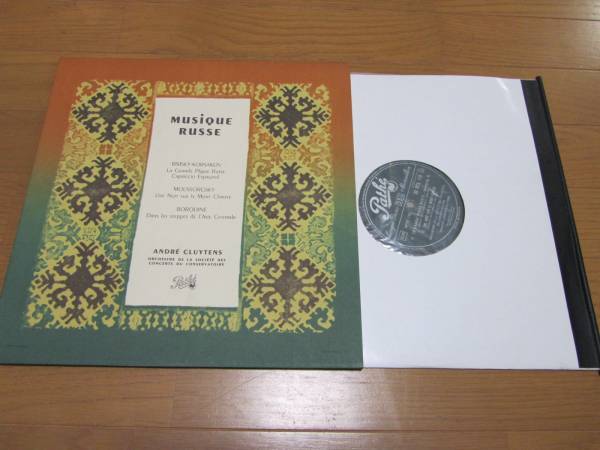 MUSiQUE
RUSSE
RIMSKY-KORSAKOV
La Grande Pâque Russe
Capriccio Espagnol
MOUSSORGSKY
Une Nuit sur le Mont Chauve
BORODINE
Dans les steppes de l'Asie Centrale
ANDRÉ CLUYTENS
ORCHESTRE DE LA SOCIÉTÉ DES
CONCERTS DU CONSERVATOIRE
Pathé
Pathé